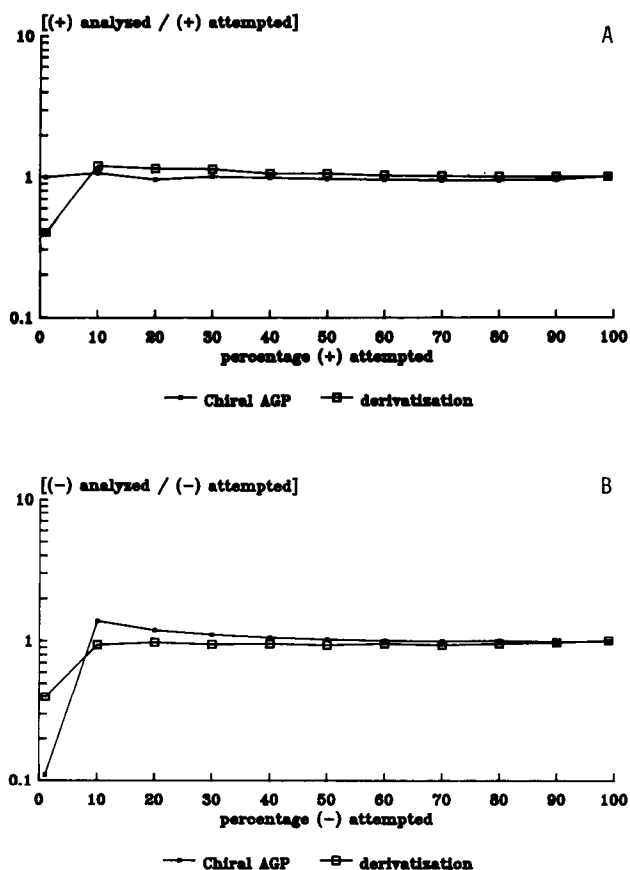 [(+) analyzed / (+) attempted]
A
10
1
0.1
0 10 20 30 40 50 60 70 80 90 100
percentage (+) attempted
Chiral AGP derivatization
[(−) analyzed / (−) attempted]
B
10
1
0.1
0 10 20 30 40 50 60 70 80 90 100
percentage (−) attempted
Chiral AGP derivatization